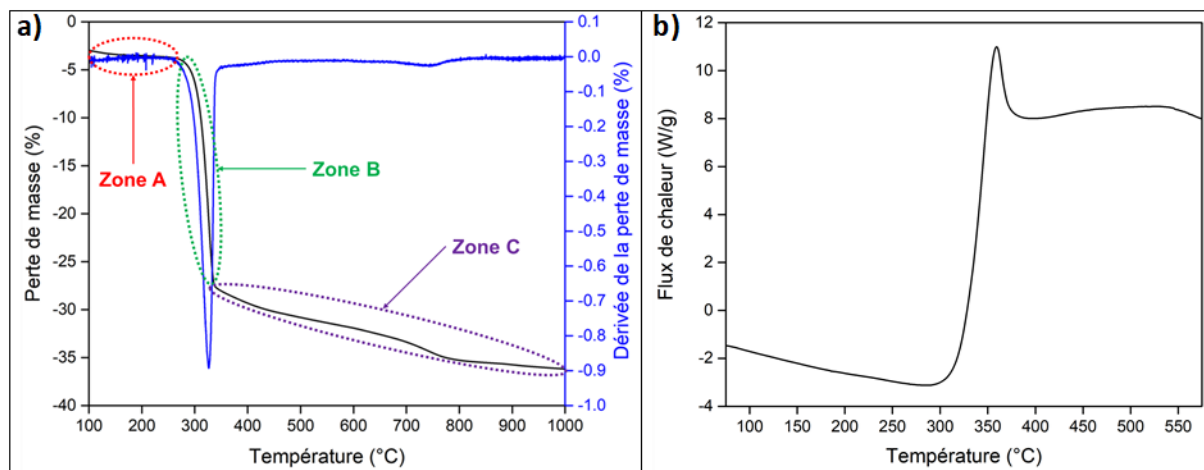 a)
0
-5
-10
-15
-20
-25
-30
-35
-40
Perte de masse (%)
Zone A
Zone B
Zone C
0.1
0.0
-0.1
-0.2
-0.3
-0.4
-0.5
-0.6
-0.7
-0.8
-0.9
-1.0
Dérivée de la perte de masse (%)
100 200 300 400 500 600 700 800 900 1000
Température (°C)
b)
12
10
8
6
4
2
0
-2
-4
Flux de chaleur (W/g)
100 150 200 250 300 350 400 450 500 550
Température (°C)